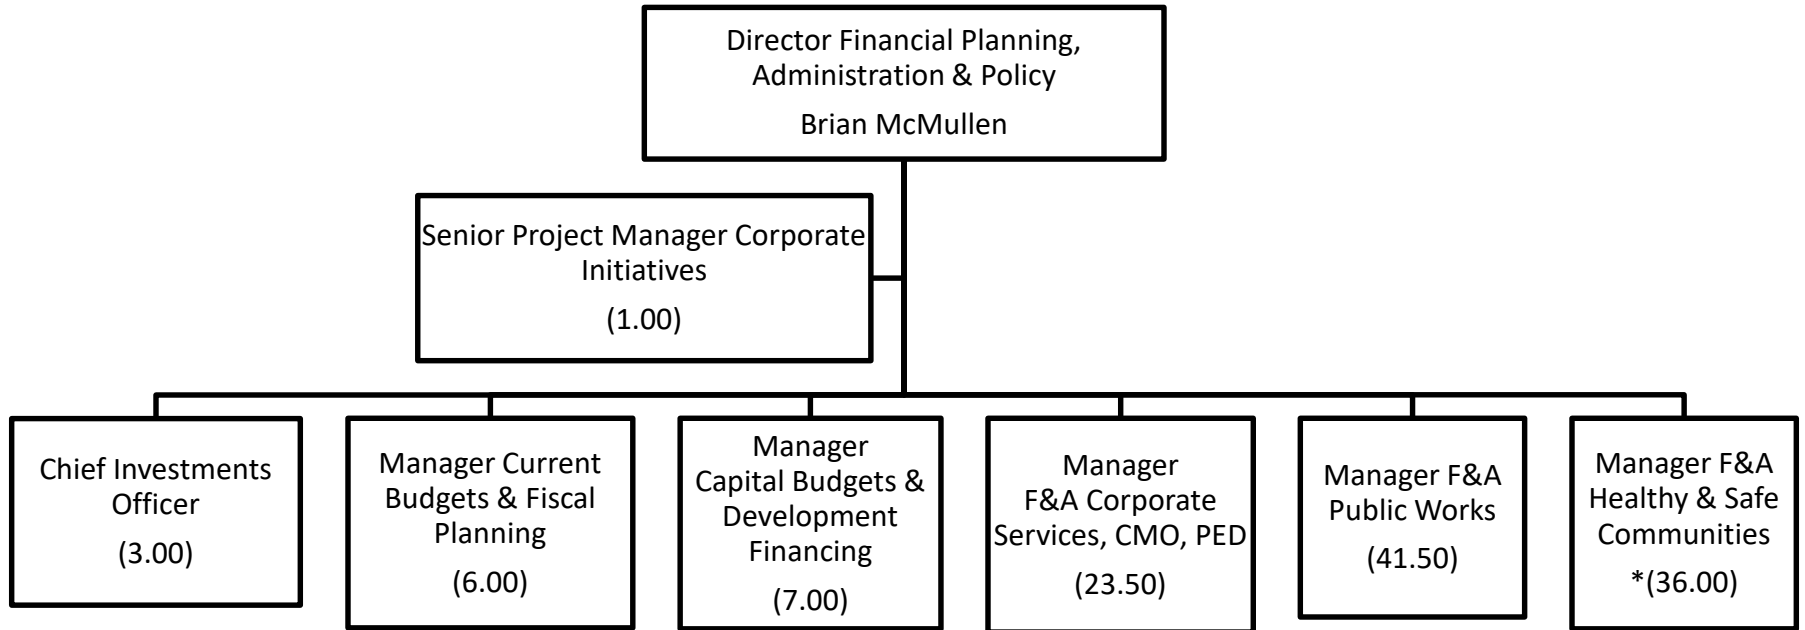 Director Financial Planning,
Administration & Policy
Brian McMullen
Senior Project Manager Corporate
Initiatives
(1.00)
Chief Investments
Officer
(3.00)
Manager Current
Budgets & Fiscal
Planning
(6.00)
Manager
Capital Budgets &
Development
Financing
(7.00)
Manager
F&A Corporate
Services, CMO, PED
(23.50)
Manager F&A
Public Works
(41.50)
Manager F&A
Healthy & Safe
Communities
*(36.00)